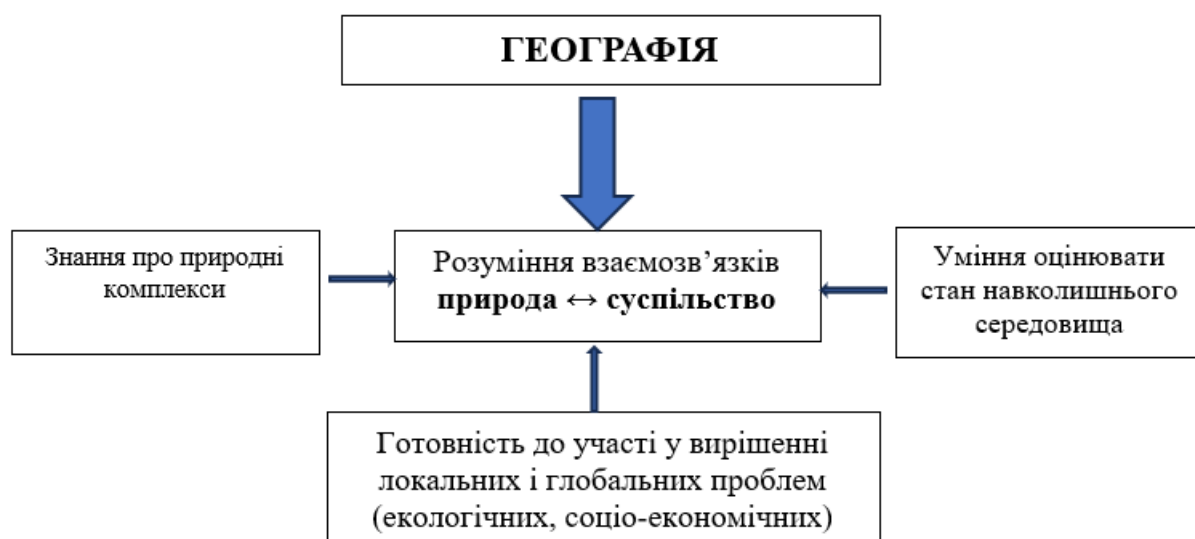 ГЕОГРАФІЯ
Знання про природні
комплекси
Розуміння взаємозв’язків
природа ↔ суспільство
Уміння оцінювати
стан навколишнього
середовища
Готовність до участі у вирішенні
локальних і глобальних проблем
(екологічних, соціо-економічних)